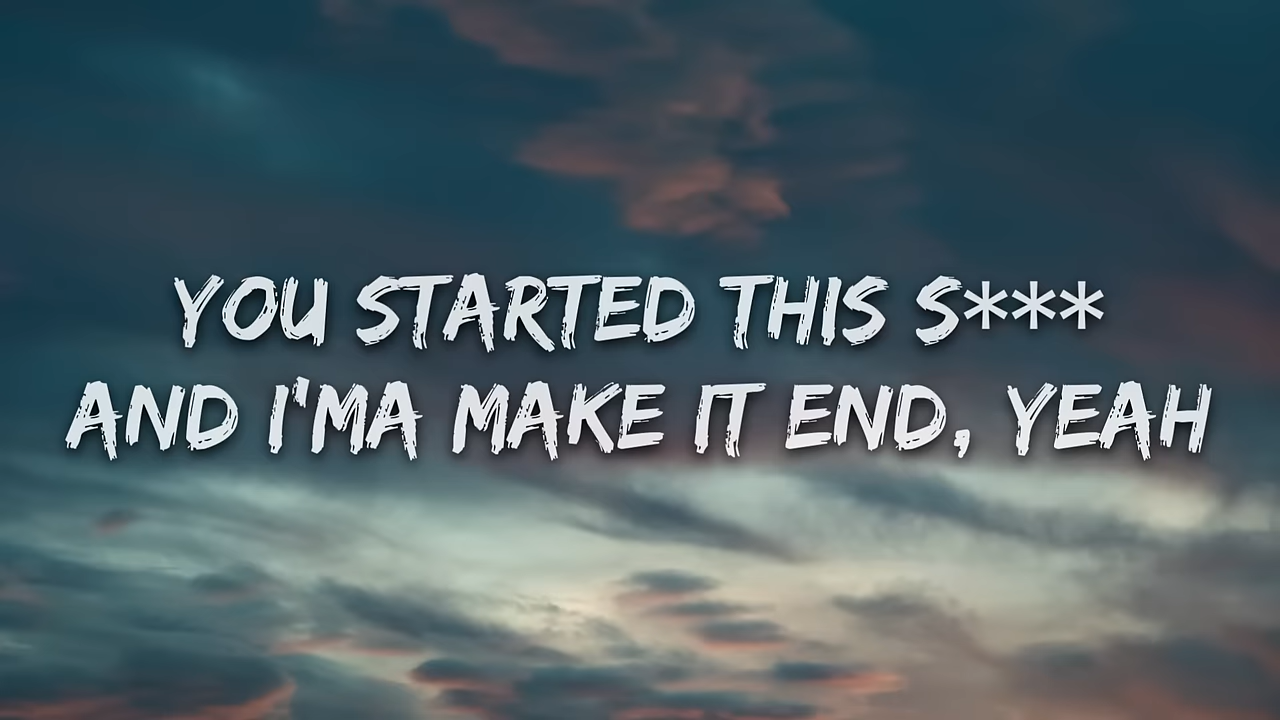 YOU STARTED THIS S***
AND I'MA MAKE IT END, YEAH